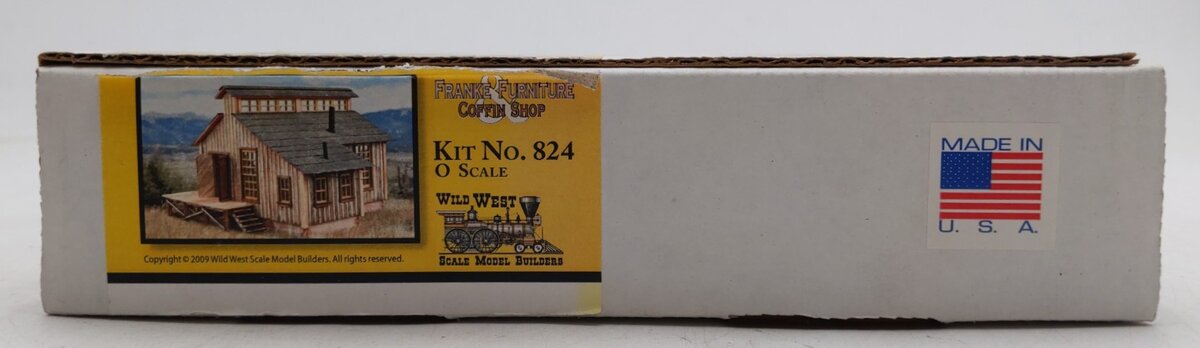 FRANKE FURNITURE
&
COFFIN SHOP
KIT NO. 824
O SCALE
WILD WEST
SCALE MODEL BUILDERS
Copyright © 2009 Wild West Scale Model Builders. All rights reserved.
MADE IN
U. S. A.